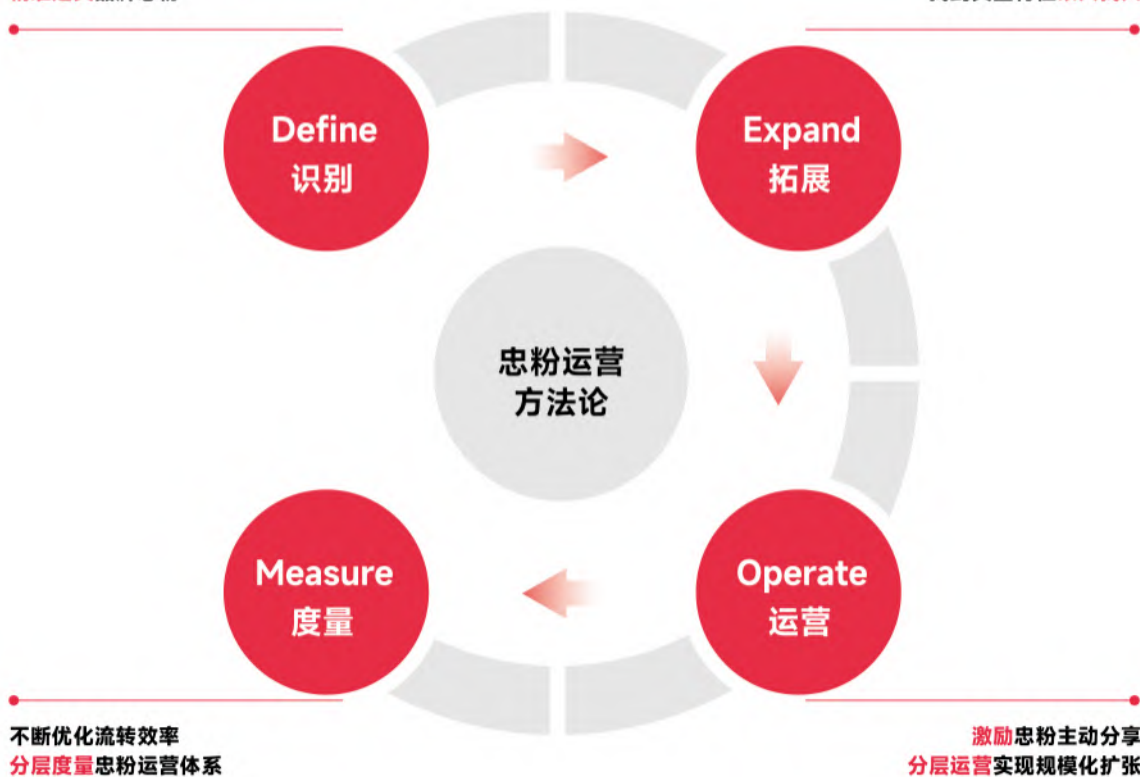 Define
识别
Expand
拓展
忠粉运营
方法论
Measure
度量
Operate
运营
不断优化流转效率
分层度量忠粉运营体系
激励忠粉主动分享
分层运营实现规模化扩张